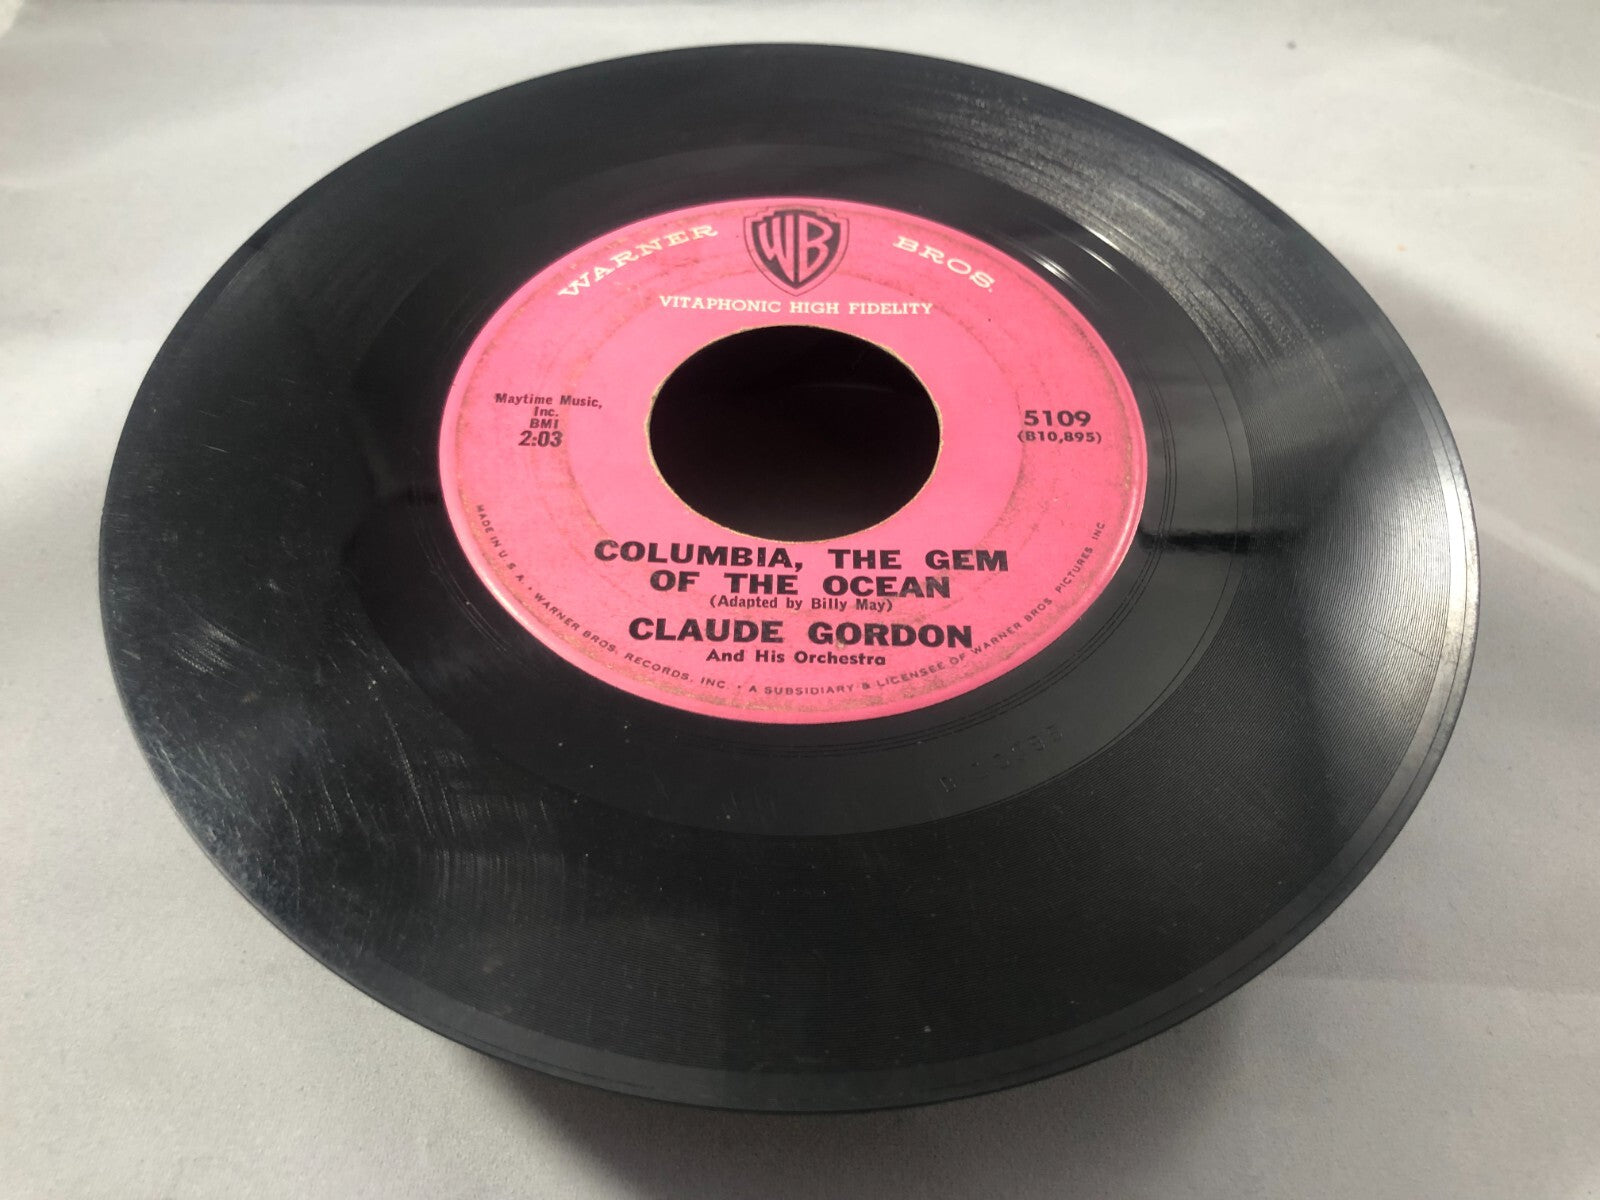 WARNER WB BROS.
VITAPHONIC HIGH FIDELITY
Maytime Music,
Inc.
BMI
2:03
5109
(B10,895)
COLUMBIA, THE GEM
OF THE OCEAN
(Adapted by Billy May)
CLAUDE GORDON
And His Orchestra
MADE IN U.S.A. • WARNER BROS. RECORDS, INC. • A SUBSIDIARY & LICENSEE OF WARNER BROS. PICTURES INC.